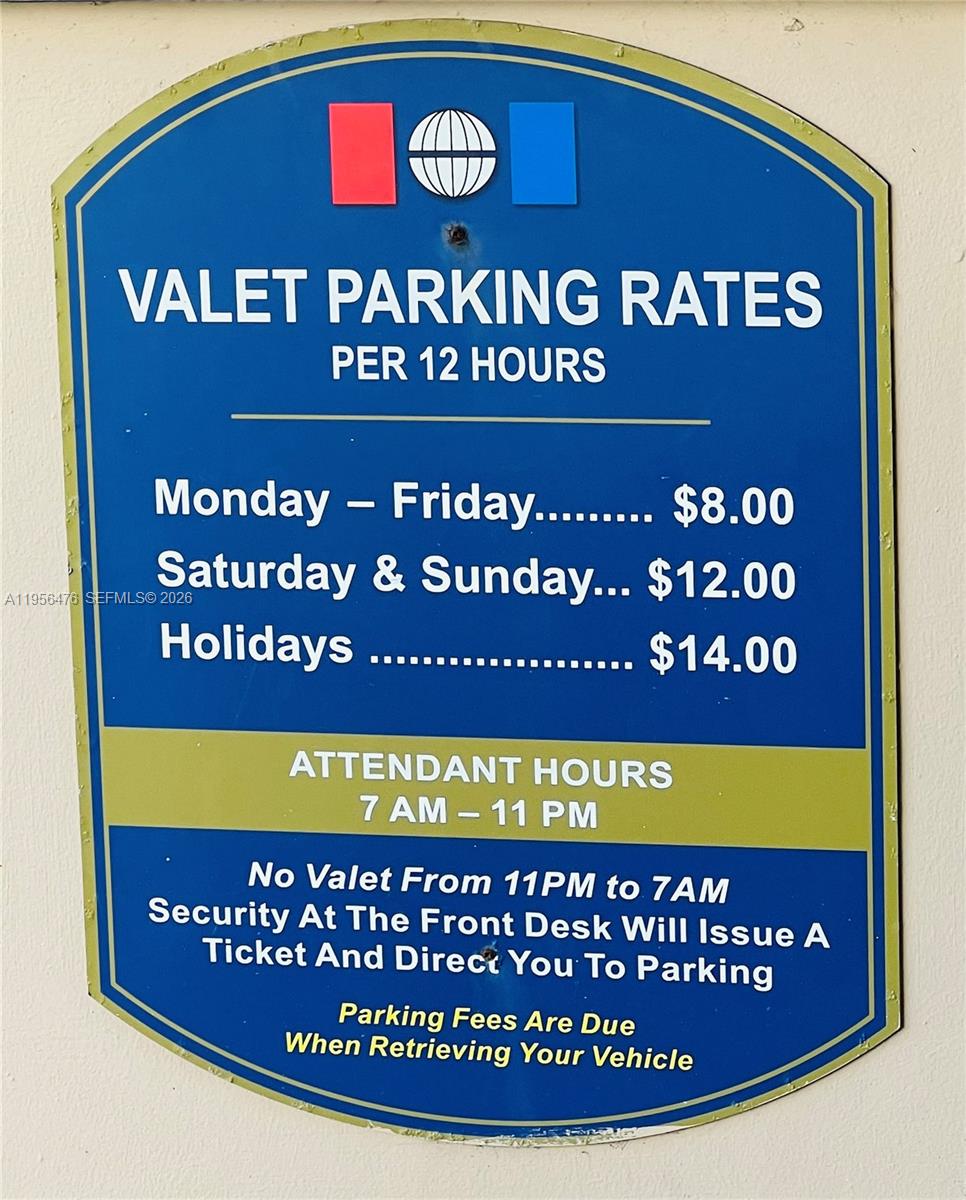 VALET PARKING RATES
PER 12 HOURS
Monday – Friday......... $8.00
Saturday & Sunday... $12.00
Holidays ..................... $14.00
A11956476 SEFMLS© 2026
ATTENDANT HOURS
7 AM – 11 PM
No Valet From 11PM to 7AM
Security At The Front Desk Will Issue A
Ticket And Direct You To Parking
Parking Fees Are Due
When Retrieving Your Vehicle